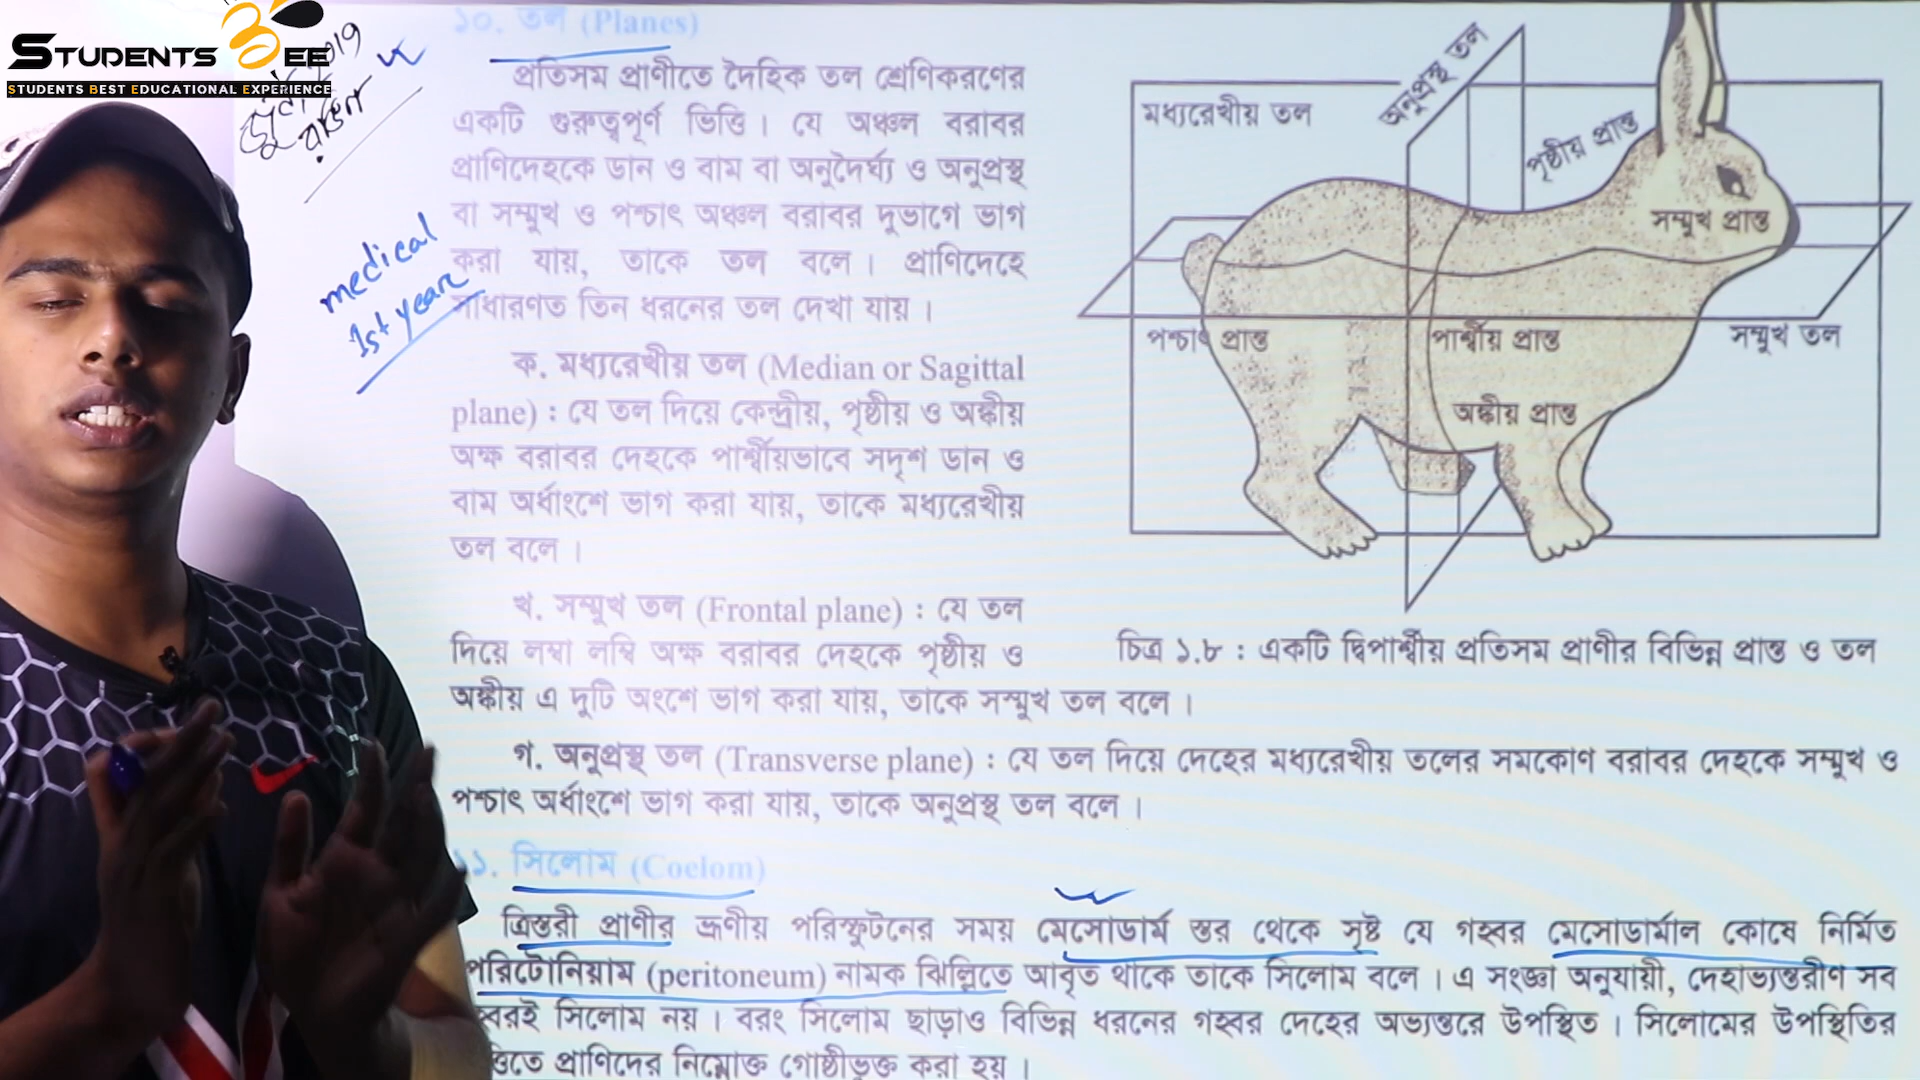 STUDENTS BEE
STUDENTS BEST EDUCATIONAL EXPERIENCE
medical
1st year
১০. তল (Planes)
প্রতিসম প্রাণীতে দৈহিক তল শ্রেণিকরণের
একটি গুরুত্বপূর্ণ ভিত্তি। যে অঞ্চল বরাবর
প্রাণিদেহকে ডান ও বাম বা অনুদৈর্ঘ্য ও অনুপ্রস্থ
বা সম্মুখ ও পশ্চাৎ অঞ্চল বরাবর দুভাগে ভাগ
করা যায়, তাকে তল বলে। প্রাণিদেহে
সাধারণত তিন ধরনের তল দেখা যায়।
ক. মধ্যরেখীয় তল (Median or Sagittal
plane) : যে তল দিয়ে কেন্দ্রীয়, পৃষ্ঠীয় ও অঙ্কীয়
অক্ষ বরাবর দেহকে পার্শ্বীয়ভাবে সদৃশ ডান ও
বাম অর্ধাংশে ভাগ করা যায়, তাকে মধ্যরেখীয়
তল বলে।
খ. সম্মুখ তল (Frontal plane) : যে তল
দিয়ে লম্বা লম্বি অক্ষ বরাবর দেহকে পৃষ্ঠীয় ও
অঙ্কীয় এ দুটি অংশে ভাগ করা যায়, তাকে সম্মুখ তল বলে।
মধ্যরেখীয় তল
অনুপ্রস্থ তল
পৃষ্ঠীয় প্রান্ত
সম্মুখ প্রান্ত
পশ্চাৎ প্রান্ত
পার্শ্বীয় প্রান্ত
সম্মুখ তল
অঙ্কীয় প্রান্ত
চিত্র ১.৮ : একটি দ্বিপার্শ্বীয় প্রতিসম প্রাণীর বিভিন্ন প্রান্ত ও তল
গ. অনুপ্রস্থ তল (Transverse plane) : যে তল দিয়ে দেহের মধ্যরেখীয় তলের সমকোণ বরাবর দেহকে সম্মুখ ও
পশ্চাৎ অর্ধাংশে ভাগ করা যায়, তাকে অনুপ্রস্থ তল বলে।
১১. সিলোম (Coelom)
ত্রিস্তরী প্রাণীর ভ্রূণীয় পরিস্ফুটনের সময় মেসোডার্ম স্তর থেকে সৃষ্ট যে গহ্বর মেসোডার্মাল কোষে নির্মিত
পেরিটোনিয়াম (peritoneum) নামক ঝিল্লিতে আবৃত থাকে তাকে সিলোম বলে। এ সংজ্ঞা অনুযায়ী, দেহাভ্যন্তরীণ সব
সিলোম নয়। বরং সিলোম ছাড়াও বিভিন্ন ধরনের গহ্বর দেহের অভ্যন্তরে উপস্থিত। সিলোমের উপস্থিতির
প্রাণিদের নিম্নোক্ত গোষ্ঠীভুক্ত করা হয়।